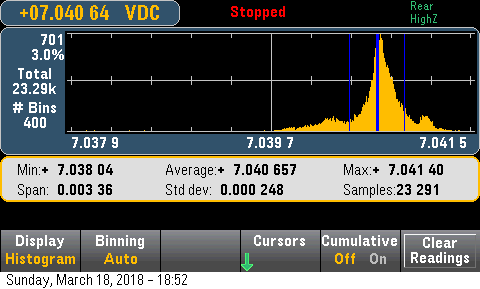 +07.040 64 VDC
Stopped
Rear
HighZ
701
3.0%
Total
23.29k
# Bins
400
7.037 9
7.039 7
7.041 5
Min:+ 7.038 04 Average:+ 7.040 657 Max:+ 7.041 40
Span: 0.003 36 Std dev: 0.000 248 Samples:23 291
Display Binning Cursors Cumulative Clear
Histogram Auto Off On Readings
Sunday, March 18, 2018 - 18:52